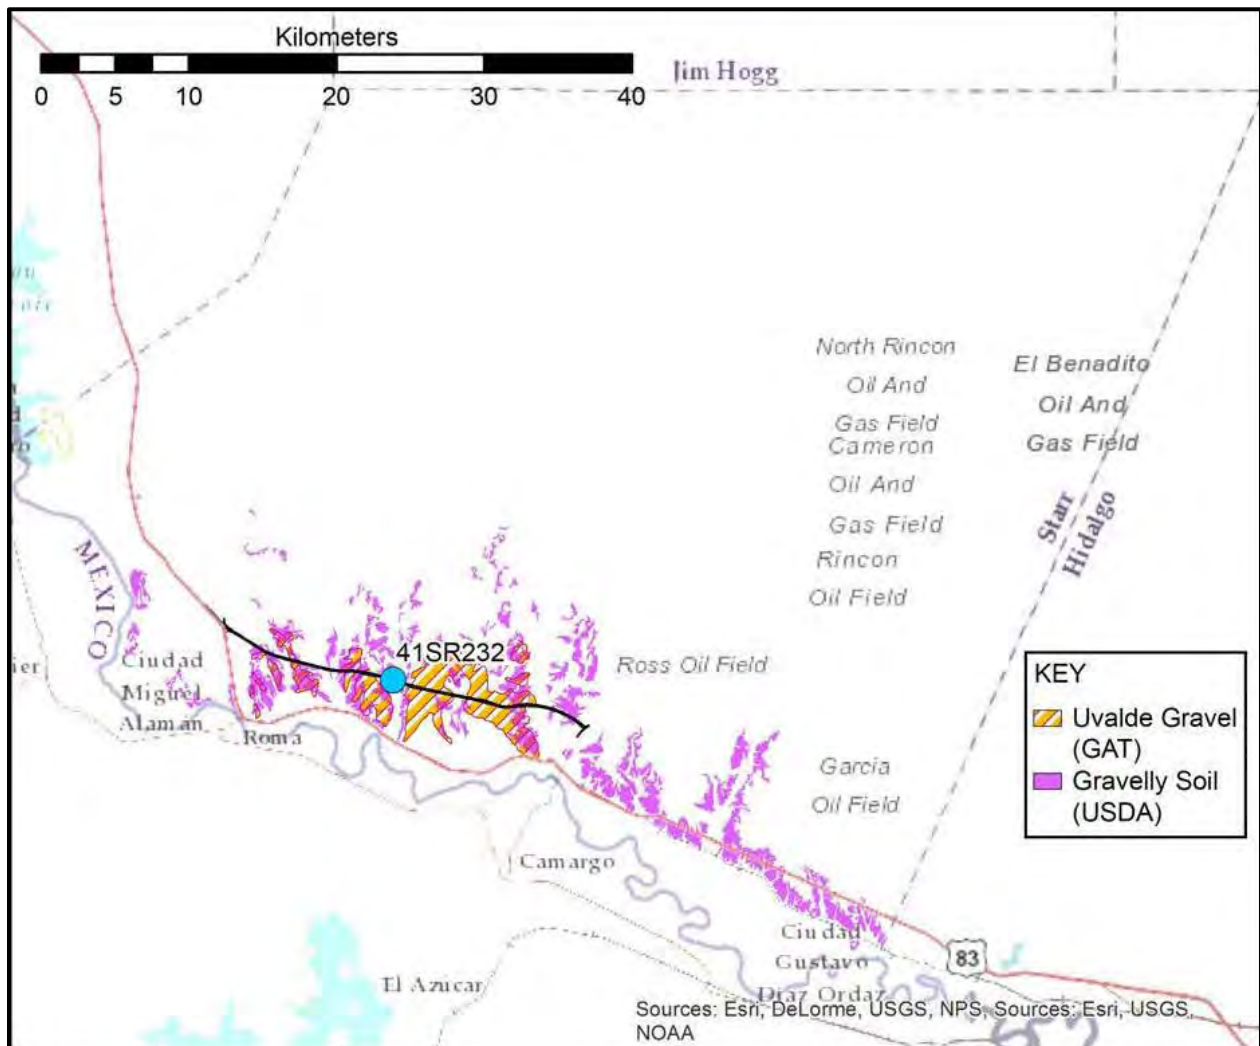 Kilometers
0 5 10 20 30 40
Jim Hogg
North Rincon
Oil And
Gas Field
Cameron
Oil And
Gas Field
Rincon
Oil Field
El Benadito
Oil And
Gas Field
Starr
Hidalgo
MEXICO
41SR232
Ciudad
Miguel
Alaman
Roma
Ross Oil Field
Garcia
Oil Field
KEY
Uvalde Gravel
(GAT)
Gravelly Soil
(USDA)
Camargo
El Azucar
Ciudad
Gustavo
Diaz Ordaz
83
Sources: Esri, DeLorme, USGS, NPS, Sources: Esri, USGS,
NOAA